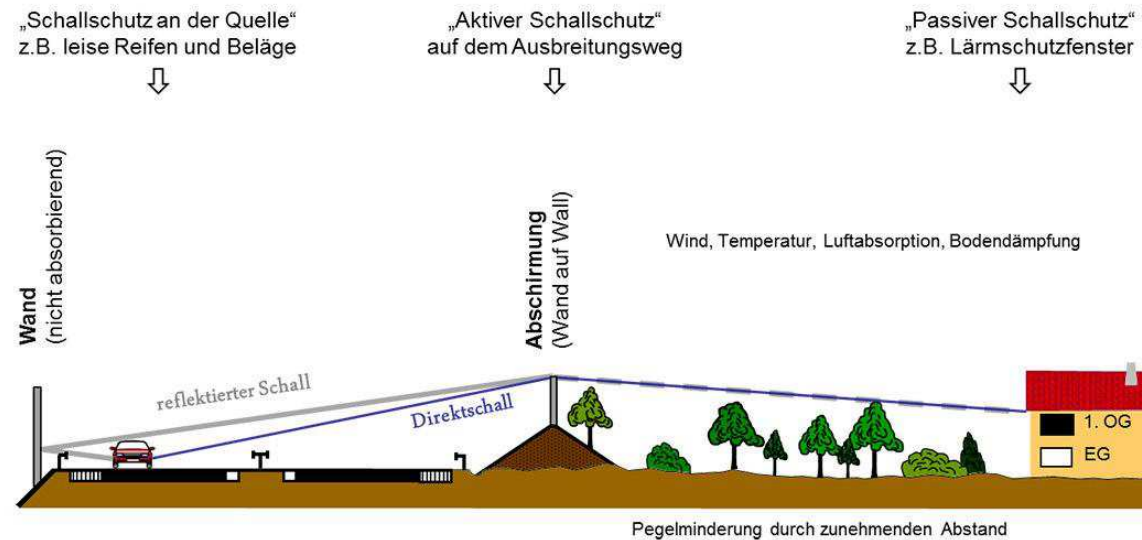 „Schallschutz an der Quelle“
z.B. leise Reifen und Beläge
„Aktiver Schallschutz“
auf dem Ausbreitungsweg
„Passiver Schallschutz“
z.B. Lärmschutzfenster
Wand
(nicht absorbierend)
Abschirmung
(Wand auf Wall)
Wind, Temperatur, Luftabsorption, Bodendämpfung
reflektierter Schall
Direktschall
1. OG
EG
Pegelminderung durch zunehmenden Abstand